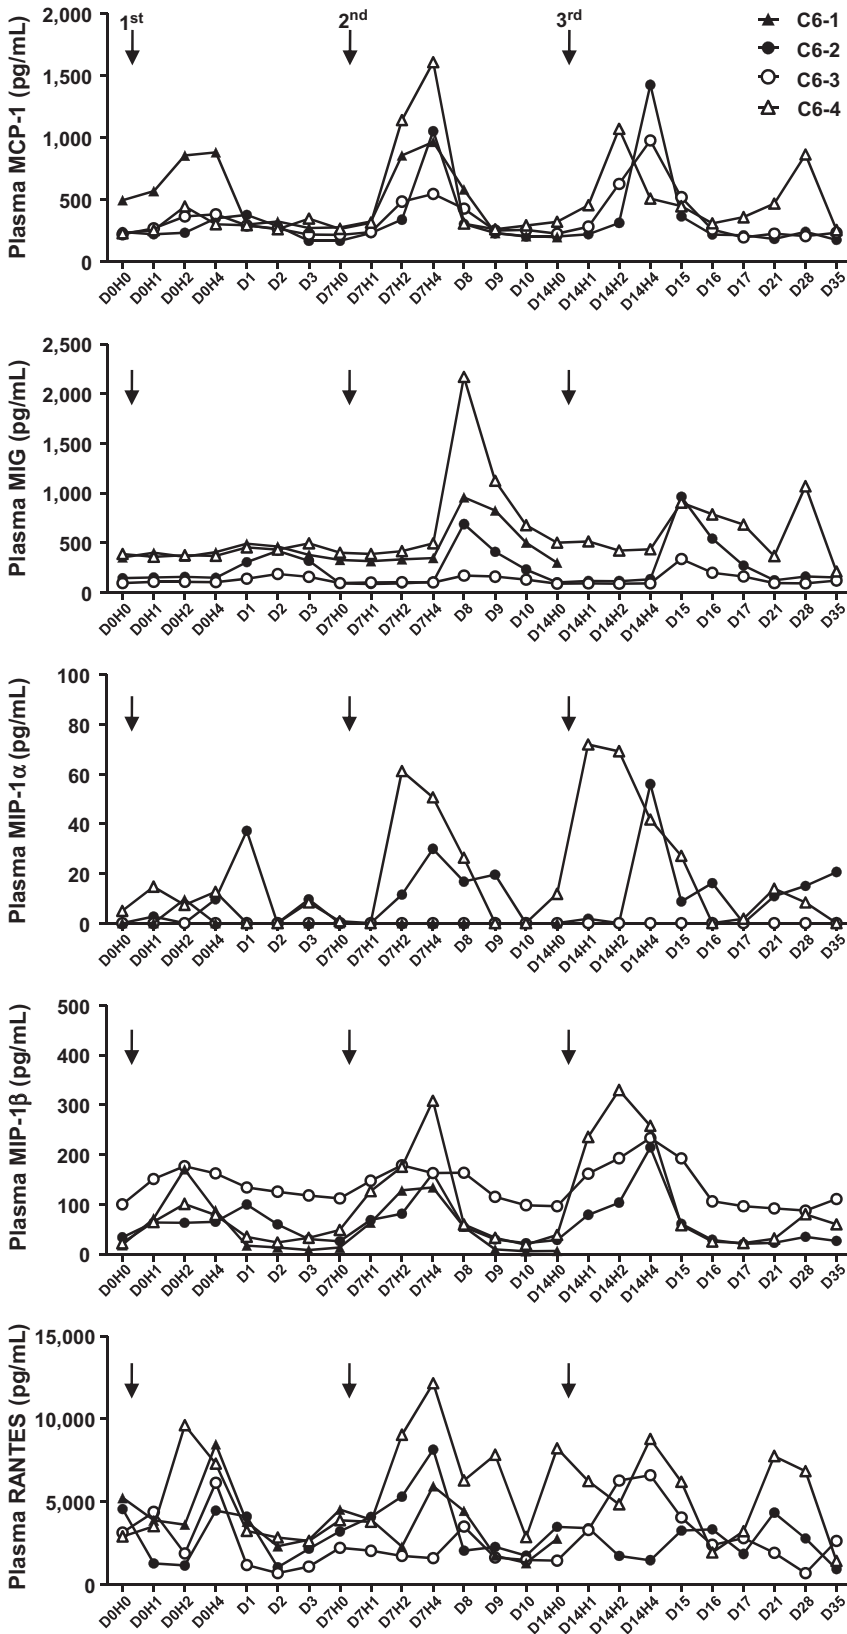 Plasma MCP-1 (pg/mL)
2,000
1,500
1,000
500
0
1st
2nd
3rd
C6-1
C6-2
C6-3
C6-4
D0H0 D0H1 D0H2 D0H4 D1 D2 D3 D7H0 D7H1 D7H2 D7H4 D8 D9 D10 D14H0 D14H1 D14H2 D14H4 D15 D16 D17 D21 D28 D35
Plasma MIG (pg/mL)
2,500
2,000
1,500
1,000
500
0
D0H0 D0H1 D0H2 D0H4 D1 D2 D3 D7H0 D7H1 D7H2 D7H4 D8 D9 D10 D14H0 D14H1 D14H2 D14H4 D15 D16 D17 D21 D28 D35
Plasma MIP-1α (pg/mL)
100
80
60
40
20
0
D0H0 D0H1 D0H2 D0H4 D1 D2 D3 D7H0 D7H1 D7H2 D7H4 D8 D9 D10 D14H0 D14H1 D14H2 D14H4 D15 D16 D17 D21 D28 D35
Plasma MIP-1β (pg/mL)
500
400
300
200
100
0
D0H0 D0H1 D0H2 D0H4 D1 D2 D3 D7H0 D7H1 D7H2 D7H4 D8 D9 D10 D14H0 D14H1 D14H2 D14H4 D15 D16 D17 D21 D28 D35
Plasma RANTES (pg/mL)
15,000
10,000
5,000
0
D0H0 D0H1 D0H2 D0H4 D1 D2 D3 D7H0 D7H1 D7H2 D7H4 D8 D9 D10 D14H0 D14H1 D14H2 D14H4 D15 D16 D17 D21 D28 D35